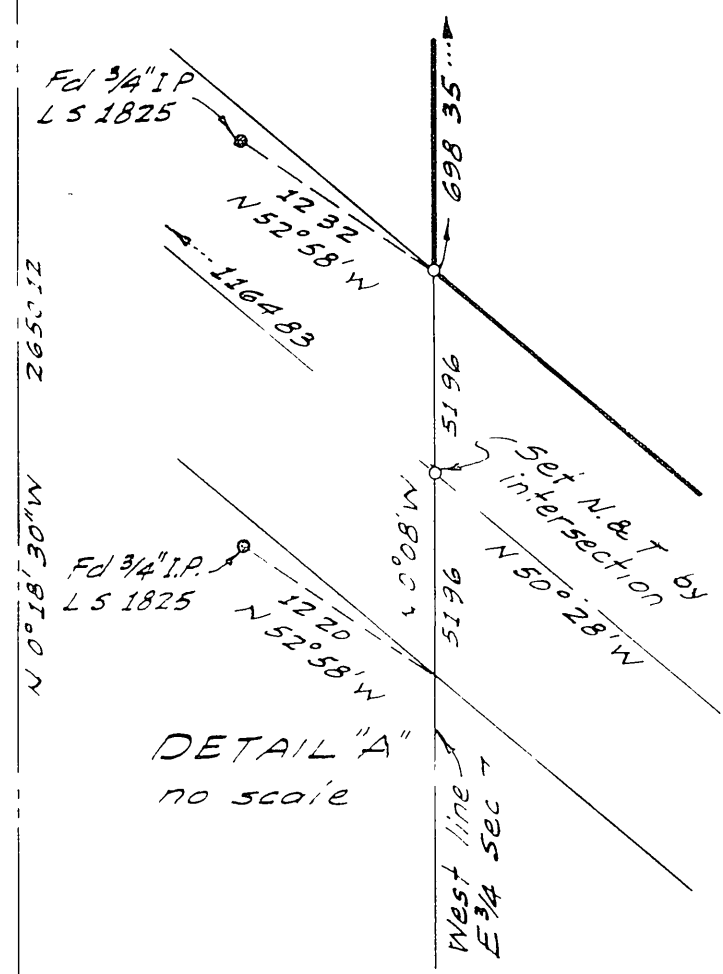 Fd 3/4" I.P
L S 1825
12 32
N 52° 58' W
1164 83
698 35
2650 12
N 0° 18' 30" W
51 96
Set N. & T by
intersection
N 50° 28' W
N 0° 08' W
51 96
Fd 3/4" I.P.
L S 1825
12 20
N 52° 58' W
DETAIL "A"
no scale
West line
E 3/4 Sec